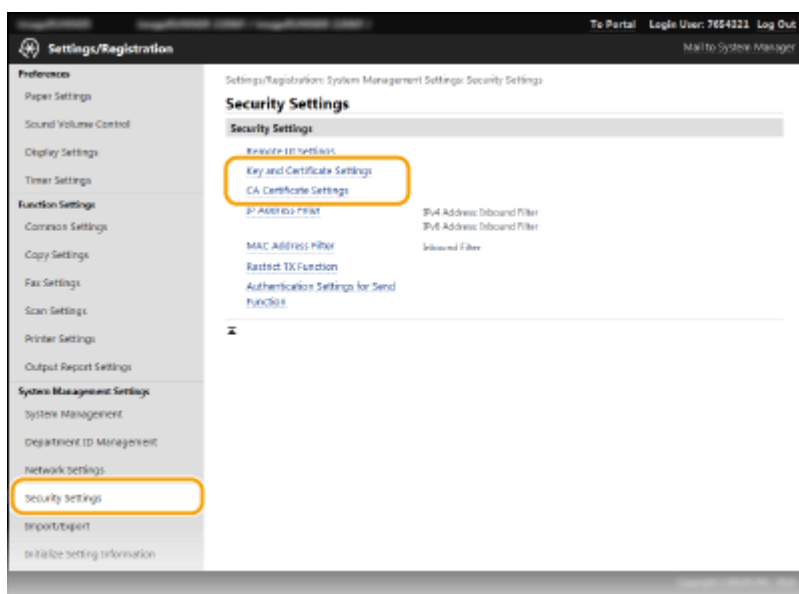 To Portal Login User: 7654321 Log Out
Settings/Registration
Mail to System Manager
Preferences
Paper Settings
Sound Volume Control
Display Settings
Timer Settings
Function Settings
Common Settings
Copy Settings
Fax Settings
Scan Settings
Printer Settings
Output Report Settings
System Management Settings
System Management
Department ID Management
Network Settings
Security Settings
Import/Export
Initialize Setting Information
Settings/Registration: System Management Settings: Security Settings
Security Settings
Security Settings
Remote UI Settings
Key and Certificate Settings
CA Certificate Settings
IP Address Filter
IPv4 Address: Inbound Filter
IPv6 Address: Inbound Filter
MAC Address Filter
Inbound Filter
Restrict TX Function
Authentication Settings for Send
Function